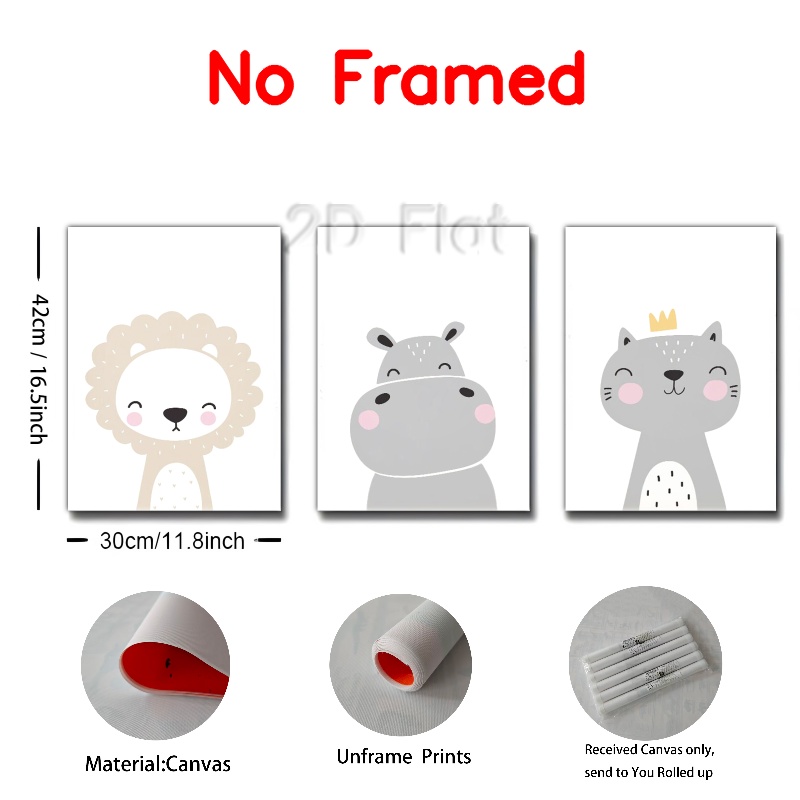 No Framed
2D Flat
42cm / 16.5inch
30cm/11.8inch
Material:Canvas
Unframe Prints
Received Canvas only,
send to You Rolled up